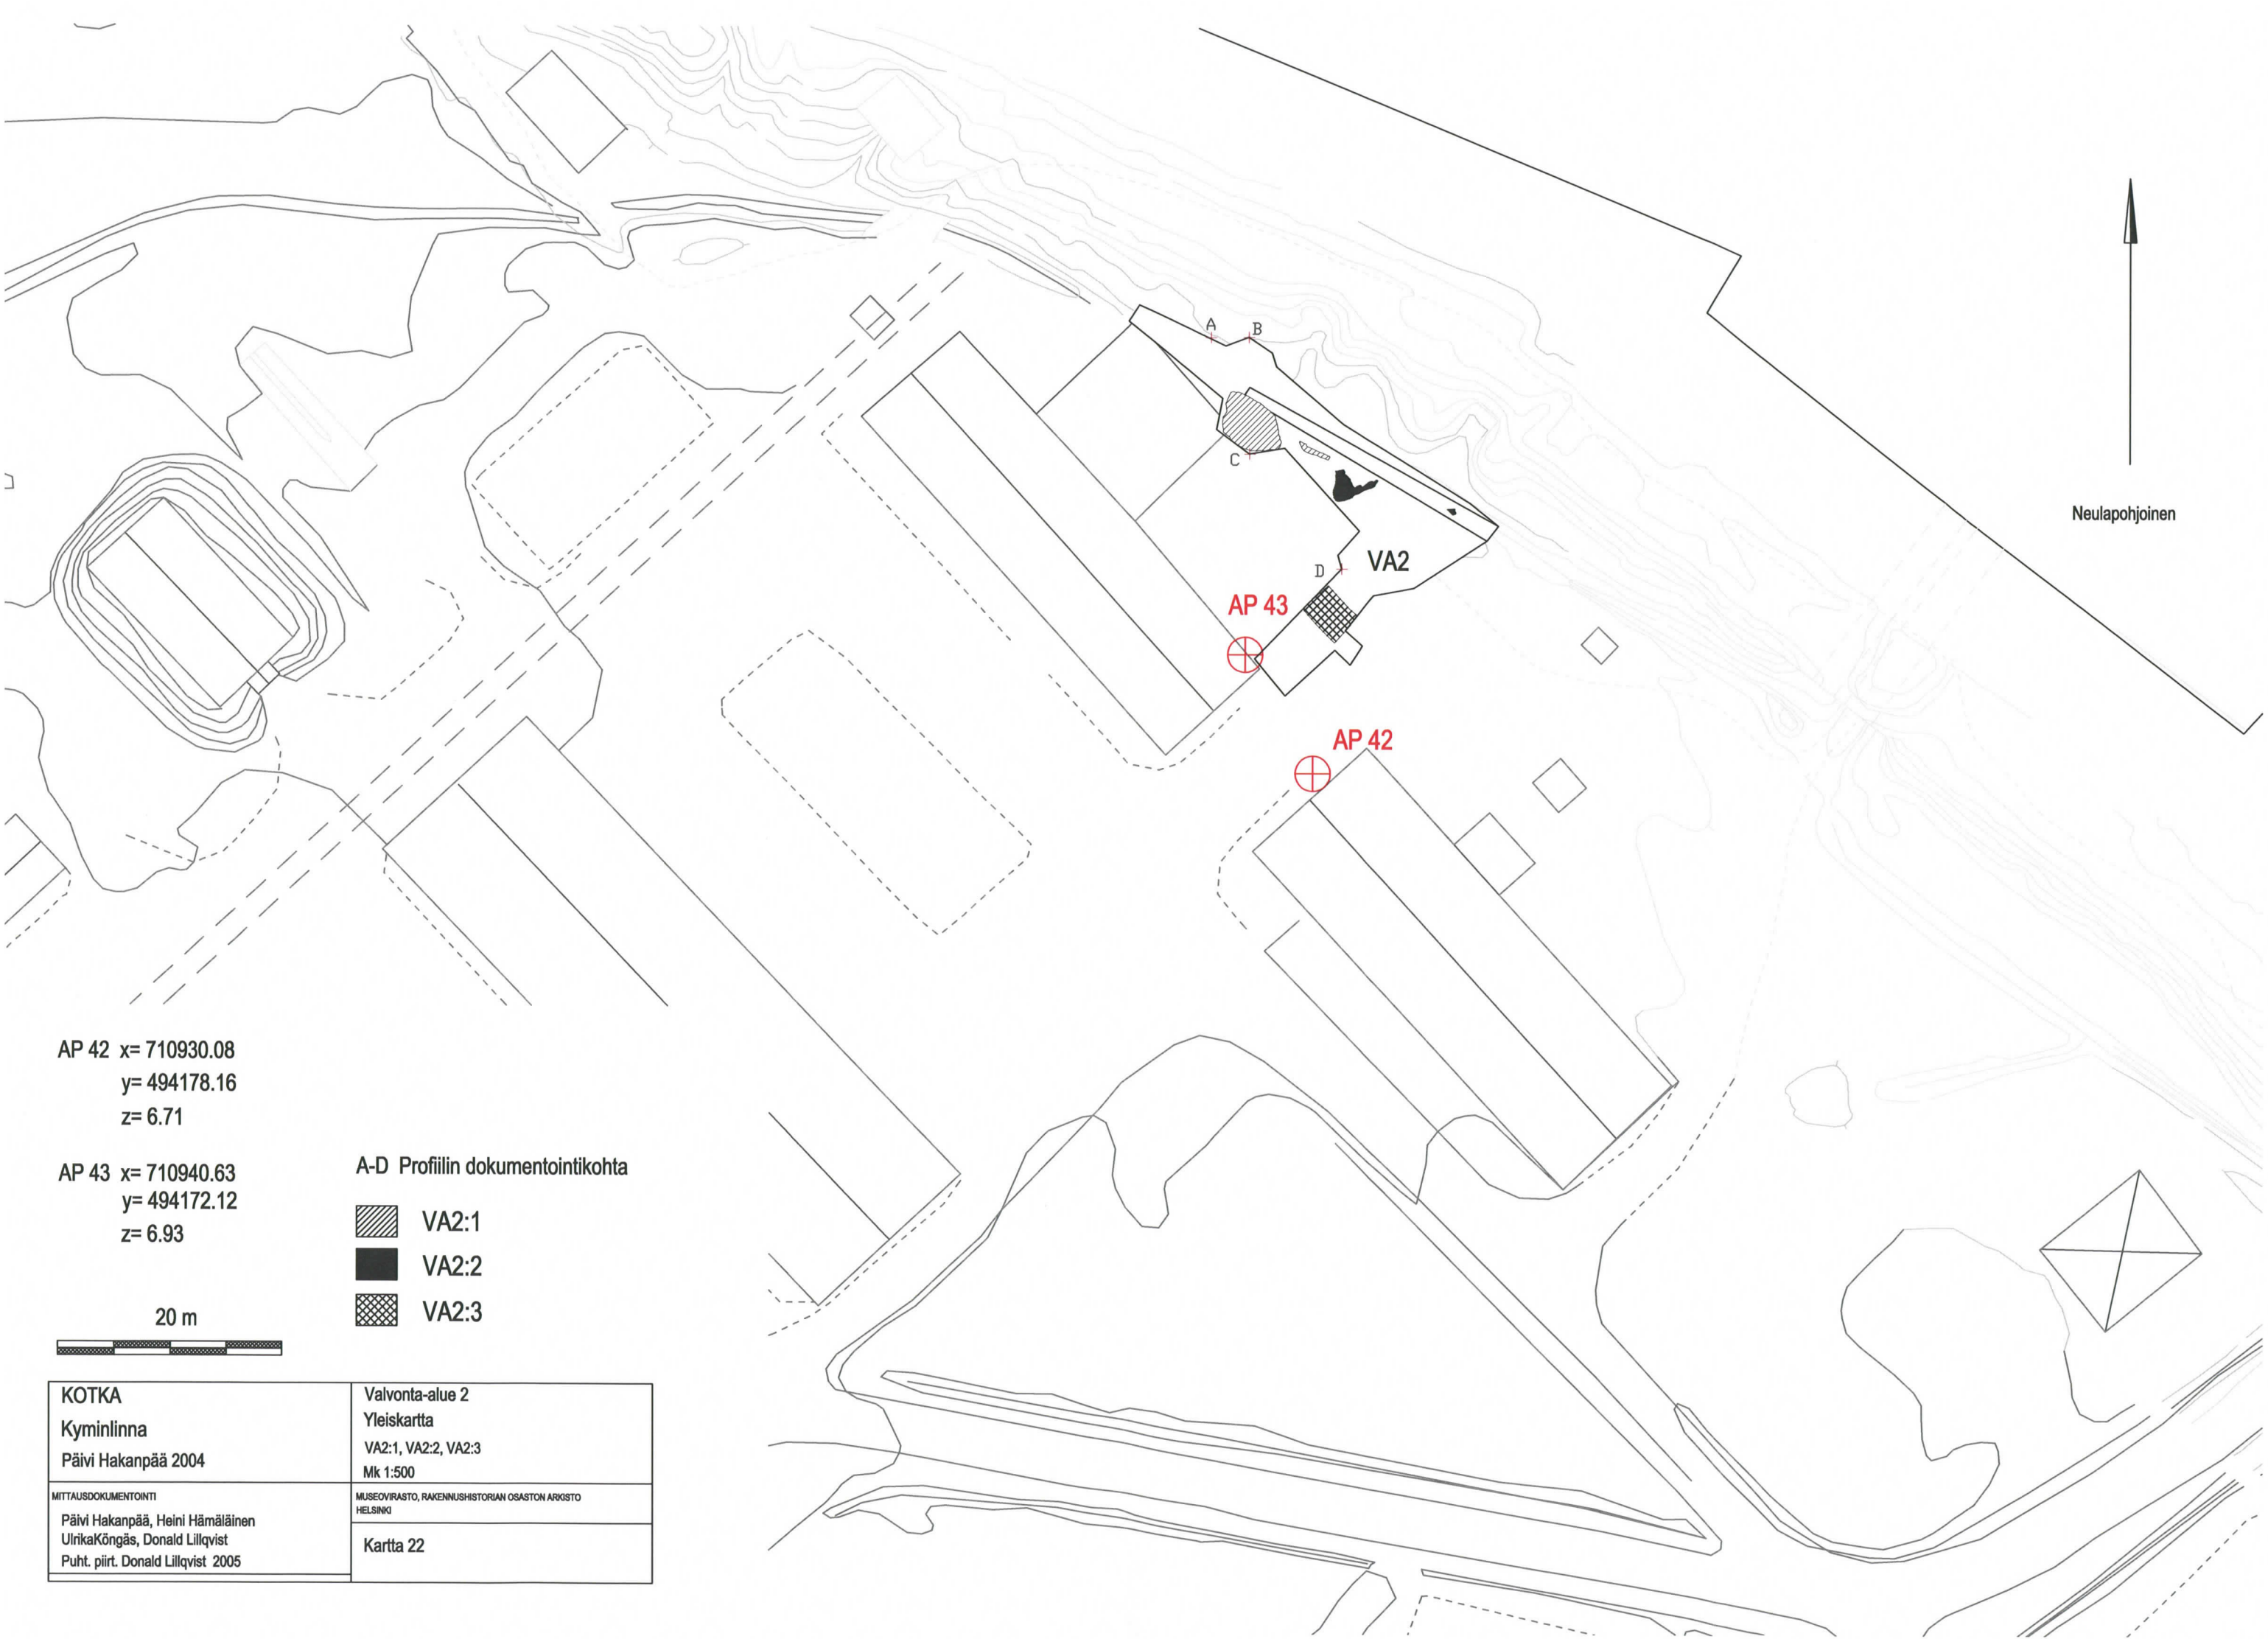 A
B
C
D
VA2
AP 43
AP 42
Neulapohjoinen
AP 42 x= 710930.08
y= 494178.16
z= 6.71
AP 43 x= 710940.63
y= 494172.12
z= 6.93
A-D Profiilin dokumentointikohta
VA2:1
VA2:2
VA2:3
20 m
KOTKA
Kyminlinna
Päivi Hakanpää 2004
Valvonta-alue 2
Yleiskartta
VA2:1, VA2:2, VA2:3
Mk 1:500
MITTAUSDOKUMENTOINTI
Päivi Hakanpää, Heini Hämäläinen
UlrikaKöngäs, Donald Lillqvist
Puht. piirt. Donald Lillqvist 2005
MUSEOVIRASTO, RAKENNUSHISTORIAN OSASTON ARKISTO
HELSINKI
Kartta 22